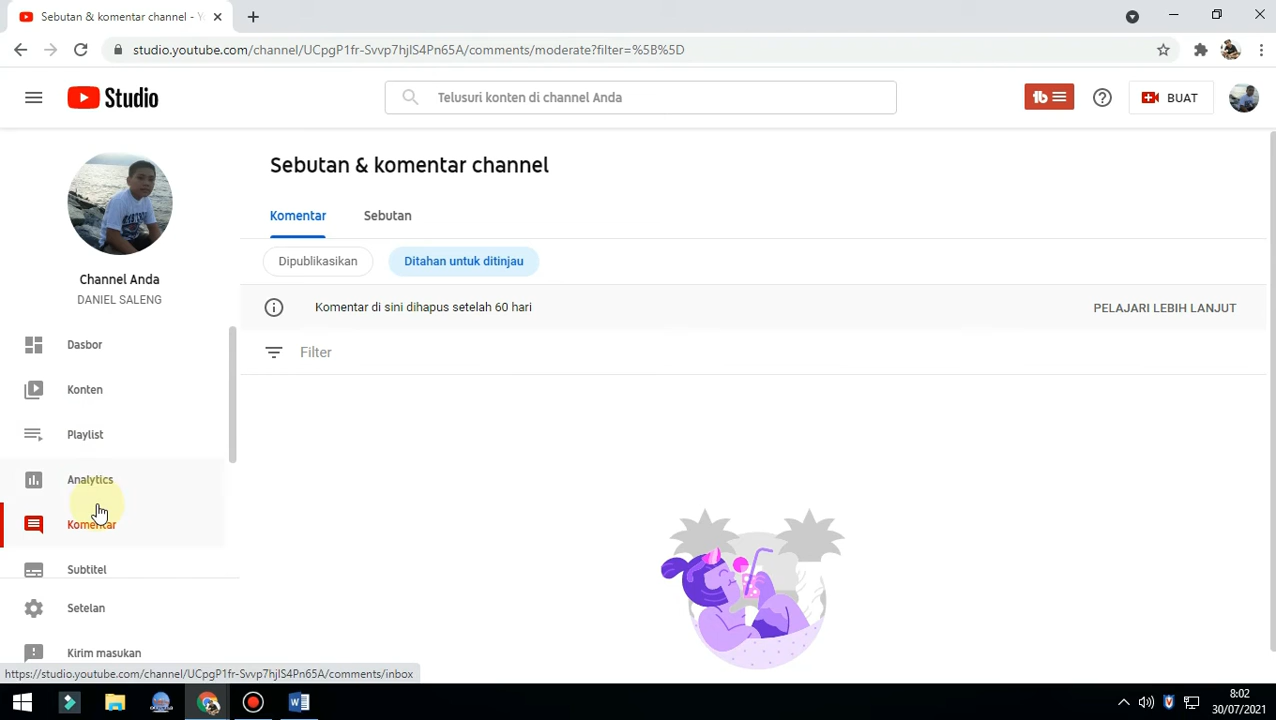 Sebutan & komentar channel - Y
studio.youtube.com/channel/UCpgP1fr-Svvp7hjlS4Pn65A/comments/moderate?filter=%5B%5D
Studio
Telusuri konten di channel Anda
tb
BUAT
Channel Anda
DANIEL SALENG
Dasbor
Konten
Playlist
Analytics
Komentar
Subtitel
Setelan
Kirim masukan
Sebutan & komentar channel
Komentar
Sebutan
Dipublikasikan
Ditahan untuk ditinjau
Komentar di sini dihapus setelah 60 hari
PELAJARI LEBIH LANJUT
Filter
https://studio.youtube.com/channel/UCpgP1fr-Svvp7hjlS4Pn65A/comments/inbox
8:02
30/07/2021